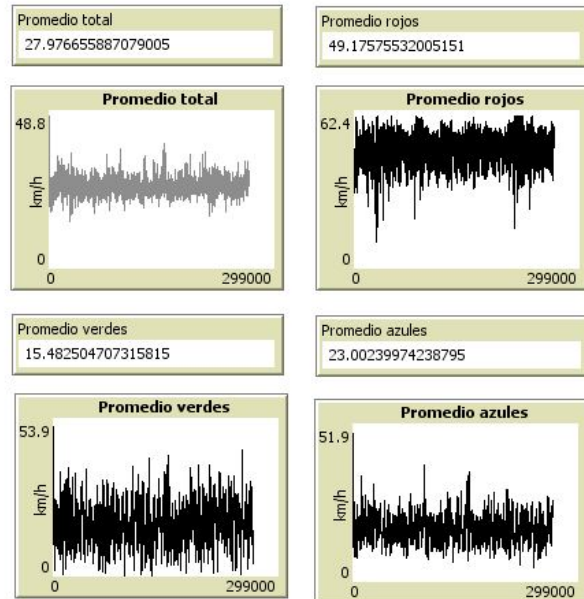 Promedio total
27.976655887079005
Promedio rojos
49.17575532005151
Promedio total
48.8
km/h
0
0 299000
Promedio rojos
62.4
km/h
0
0 299000
Promedio verdes
15.482504707315815
Promedio azules
23.00239974238795
Promedio verdes
53.9
km/h
0
0 299000
Promedio azules
51.9
km/h
0
0 299000